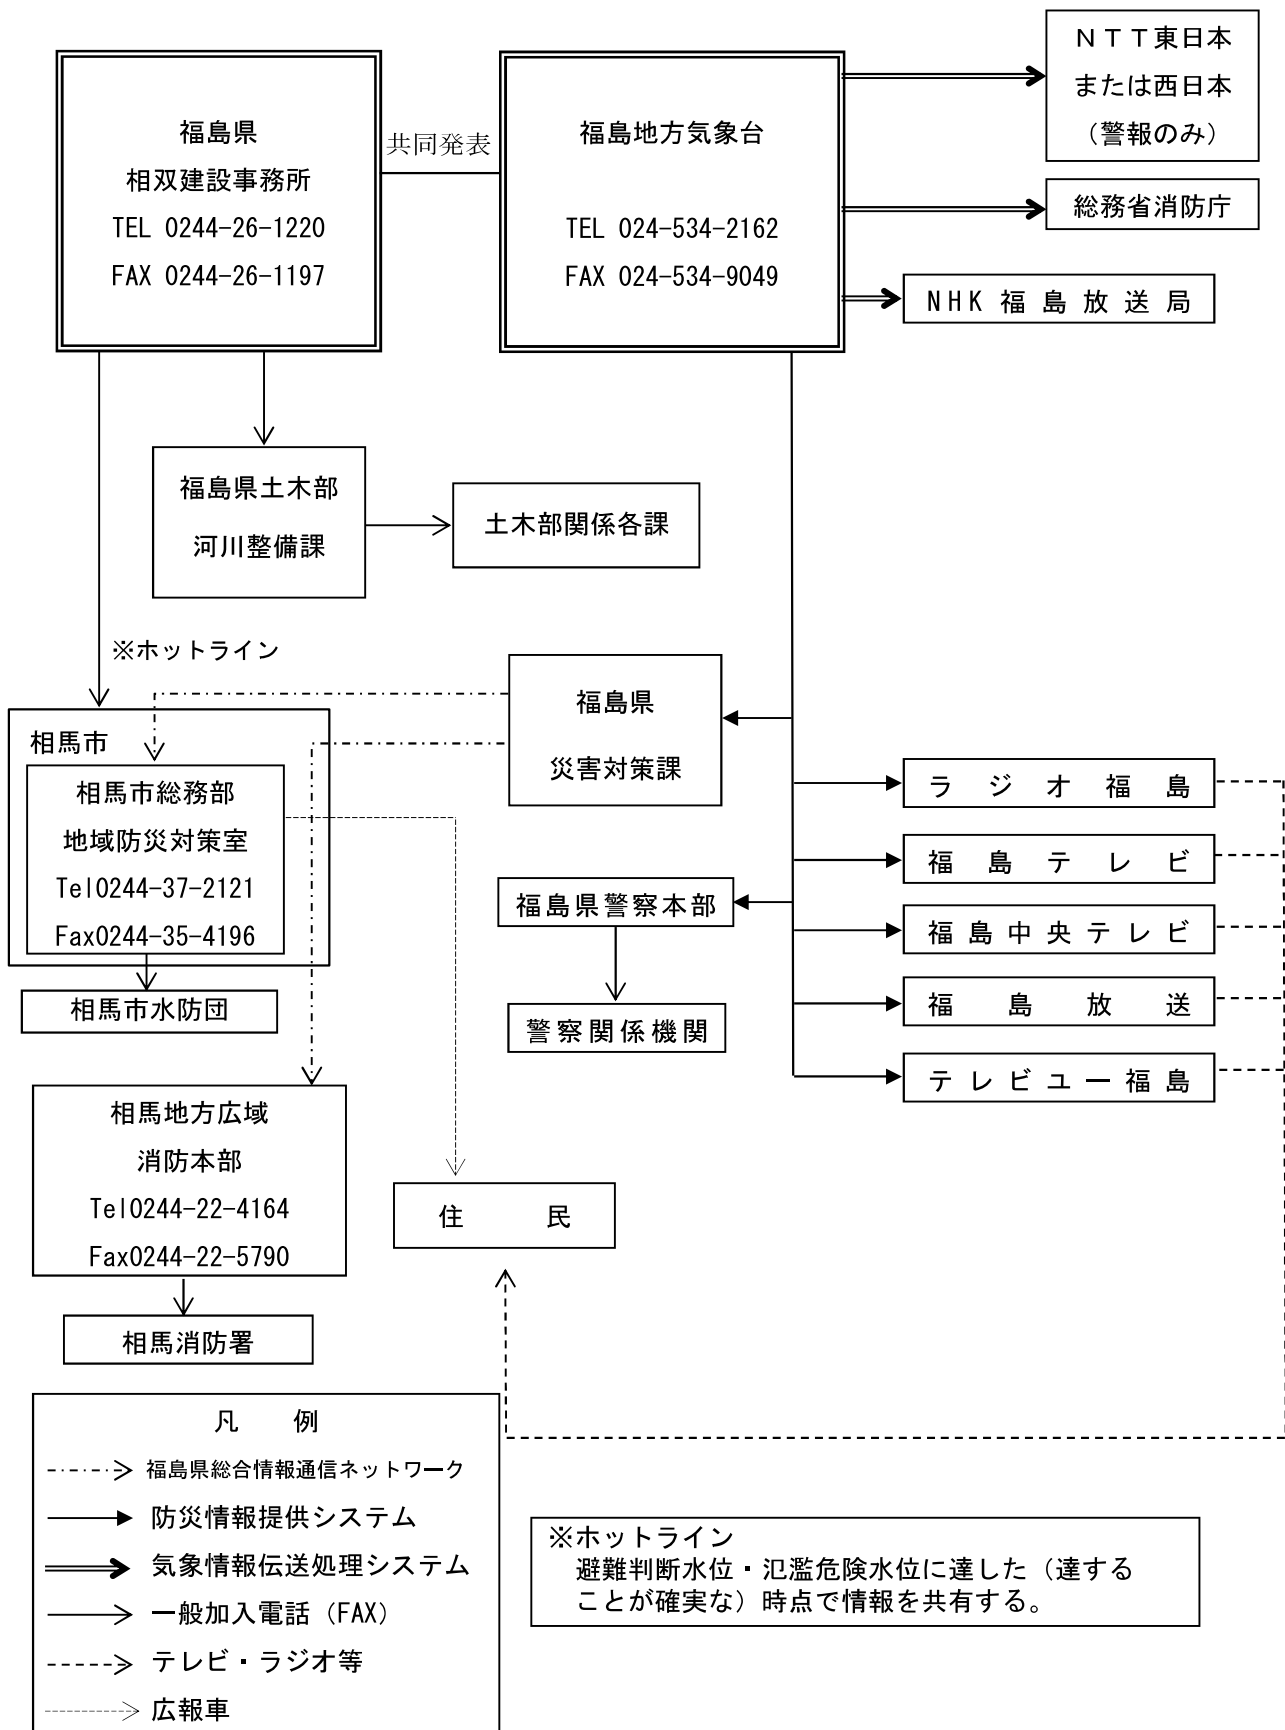 福島県
相双建設事務所
TEL 0244-26-1220
FAX 0244-26-1197
共同発表
福島地方気象台
TEL 024-534-2162
FAX 024-534-9049
ＮＴＴ東日本
または西日本
（警報のみ）
総務省消防庁
NHK福島放送局
福島県土木部
河川整備課
土木部関係各課
※ホットライン
福島県
災害対策課
相馬市
相馬市総務部
地域防災対策室
Tel0244-37-2121
Fax0244-35-4196
相馬市水防団
福島県警察本部
警察関係機関
ラジオ福島
福島テレビ
福島中央テレビ
福島放送
テレビユー福島
相馬地方広域
消防本部
Tel0244-22-4164
Fax0244-22-5790
相馬消防署
住民
凡例
福島県総合情報通信ネットワーク
防災情報提供システム
気象情報伝送処理システム
一般加入電話（FAX）
テレビ・ラジオ等
広報車
※ホットライン
避難判断水位・氾濫危険水位に達した（達する
ことが確実な）時点で情報を共有する。